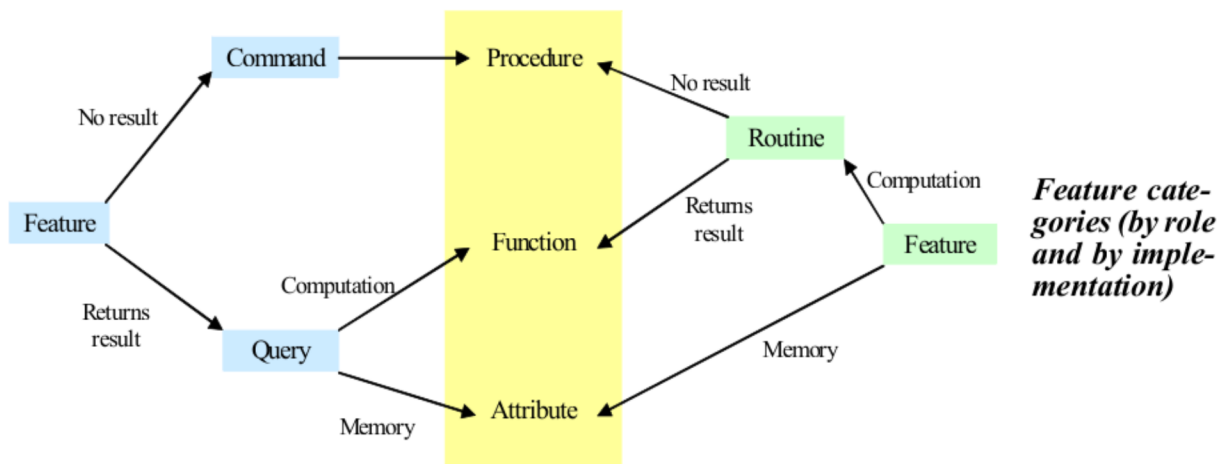 Command
Procedure
No result
No result
Routine
Computation
Feature
Returns
result
Function
Feature
Computation
Returns
result
Query
Memory
Attribute
Memory
Feature cate-
gories (by role
and by imple-
mentation)